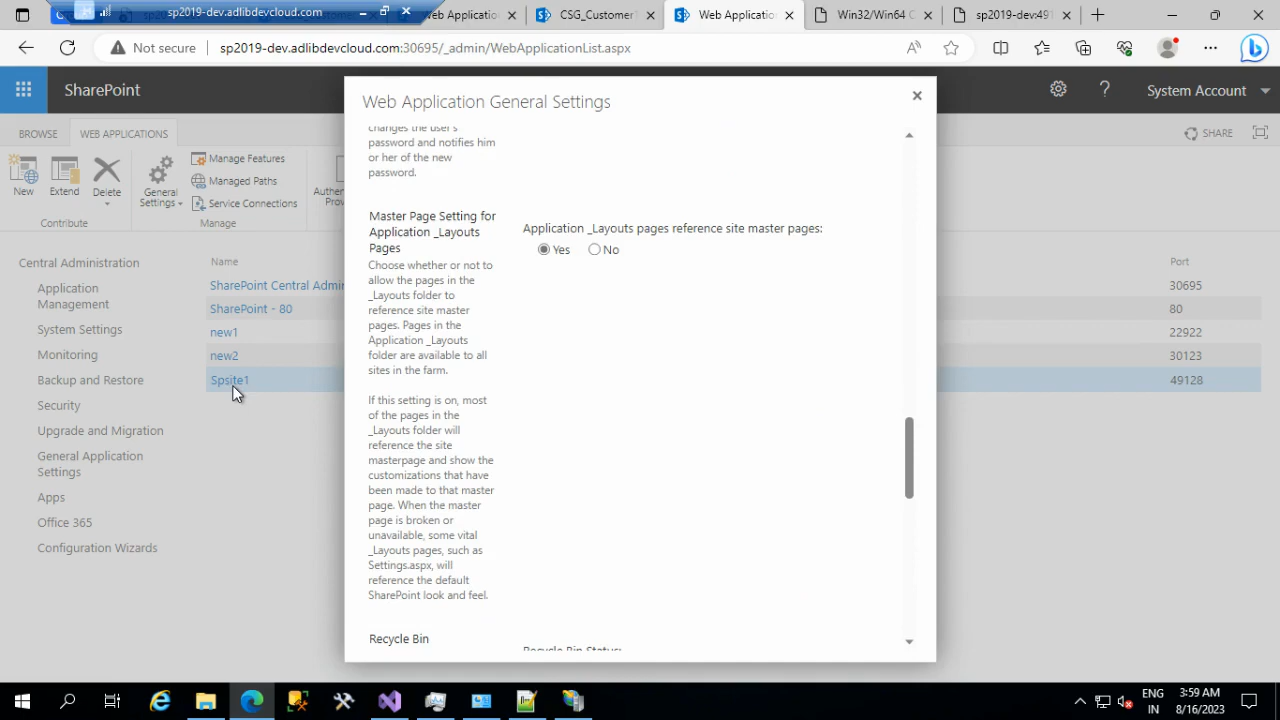 sp2019-dev.adlibdevcloud.com
Web Application
CSG_Customer
Web Applicatio
Win32/Win64 C
sp2019-dev:491
Not secure
sp2019-dev.adlibdevcloud.com:30695/_admin/WebApplicationList.aspx
SharePoint
System Account
BROWSE
WEB APPLICATIONS
SHARE
New
Extend
Delete
General
Settings
Manage Features
Managed Paths
Service Connections
Authen
Prov
Contribute
Manage
Central Administration
Application
Management
System Settings
Monitoring
Backup and Restore
Security
Upgrade and Migration
General Application
Settings
Apps
Office 365
Configuration Wizards
Name
Port
SharePoint Central Admin
30695
SharePoint - 80
80
new1
22922
new2
30123
Spsite1
49128
Web Application General Settings
changes the user's
password and notifies him
or her of the new
password.
Master Page Setting for
Application _Layouts
Pages
Choose whether or not to
allow the pages in the
_Layouts folder to
reference site master
pages. Pages in the
Application _Layouts
folder are available to all
sites in the farm.
If this setting is on, most
of the pages in the
_Layouts folder will
reference the site
masterpage and show the
customizations that have
been made to that master
page. When the master
page is broken or
unavailable, some vital
_Layouts pages, such as
Settings.aspx, will
reference the default
SharePoint look and feel.
Application _Layouts pages reference site master pages:
Yes
No
Recycle Bin
Recycle Bin Status:
ENG
IN
3:59 AM
8/16/2023